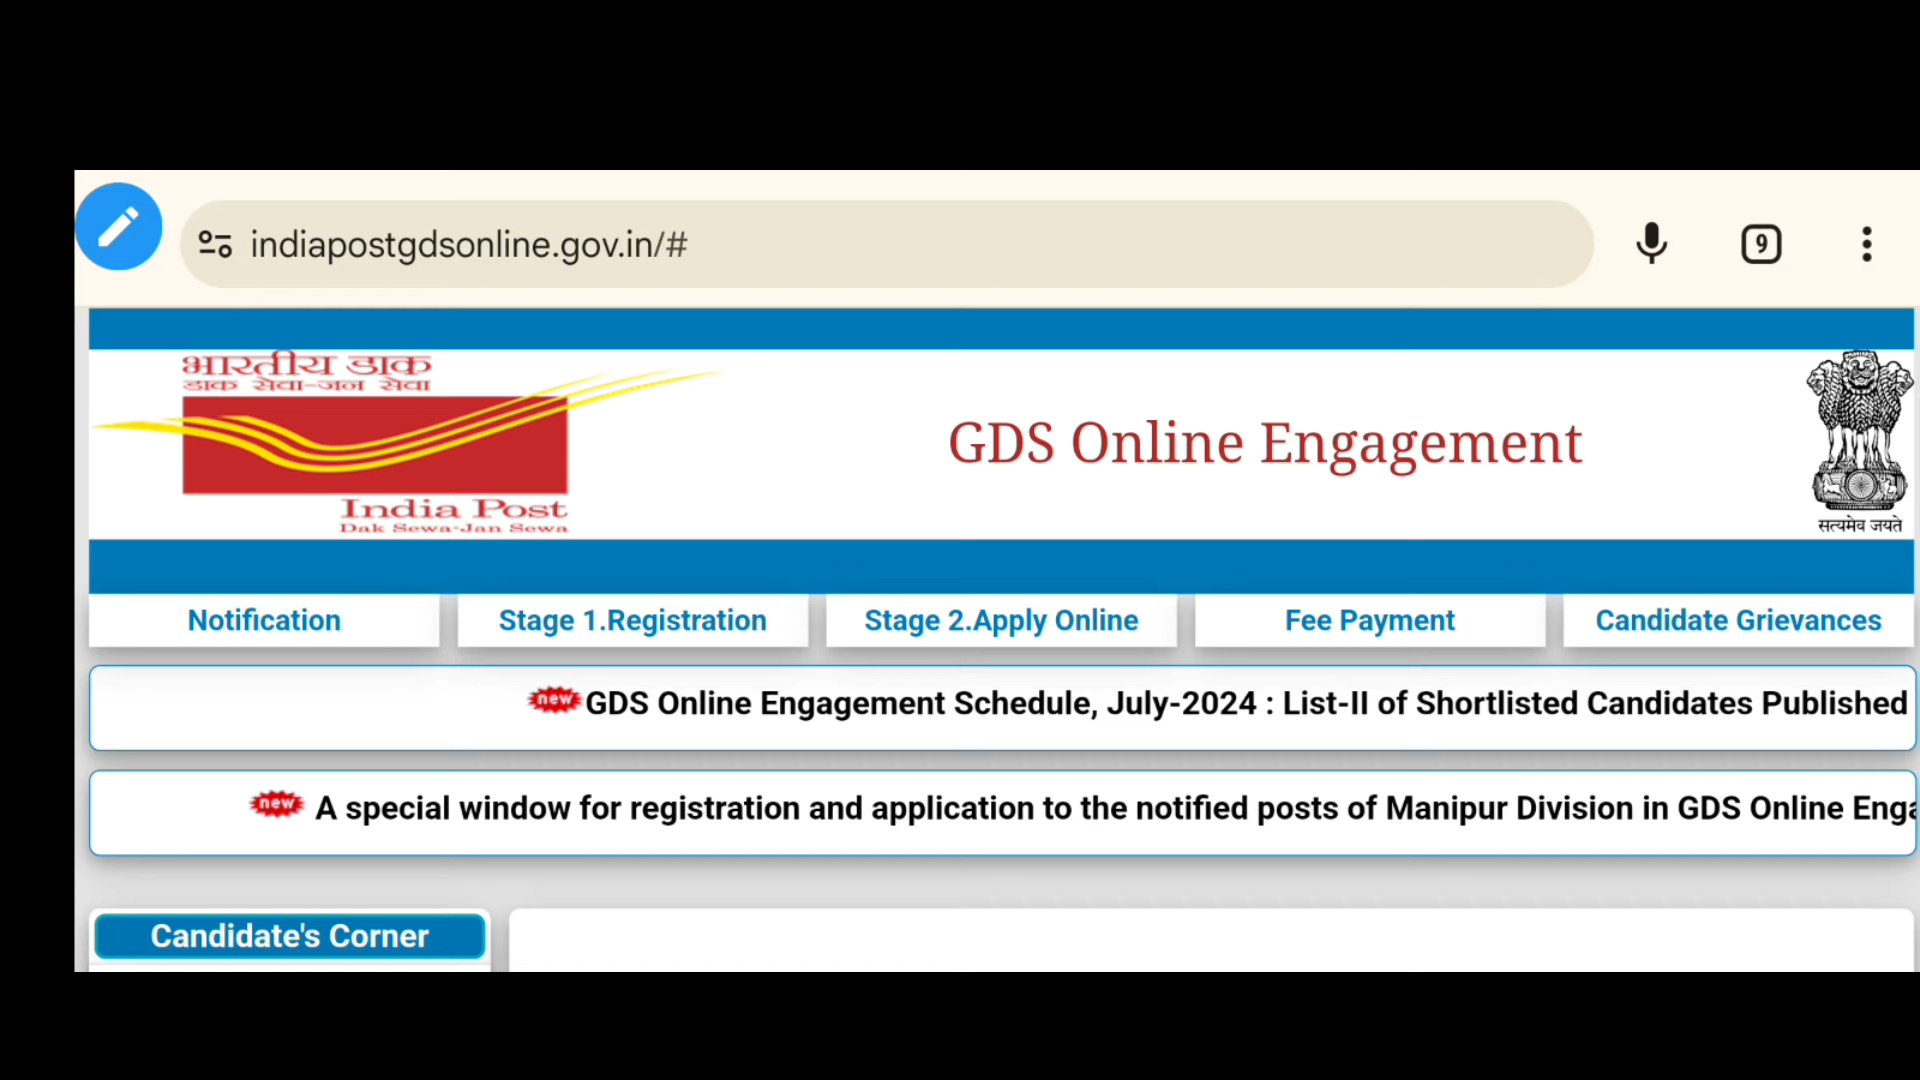 indiapostgdsonline.gov.in/#
9
भारतीय डाक
डाक सेवा-जन सेवा
India Post
Dak Sewa-Jan Sewa
GDS Online Engagement
सत्यमेव जयते
Notification
Stage 1.Registration
Stage 2.Apply Online
Fee Payment
Candidate Grievances
new GDS Online Engagement Schedule, July-2024 : List-II of Shortlisted Candidates Published
new A special window for registration and application to the notified posts of Manipur Division in GDS Online Enga
Candidate's Corner